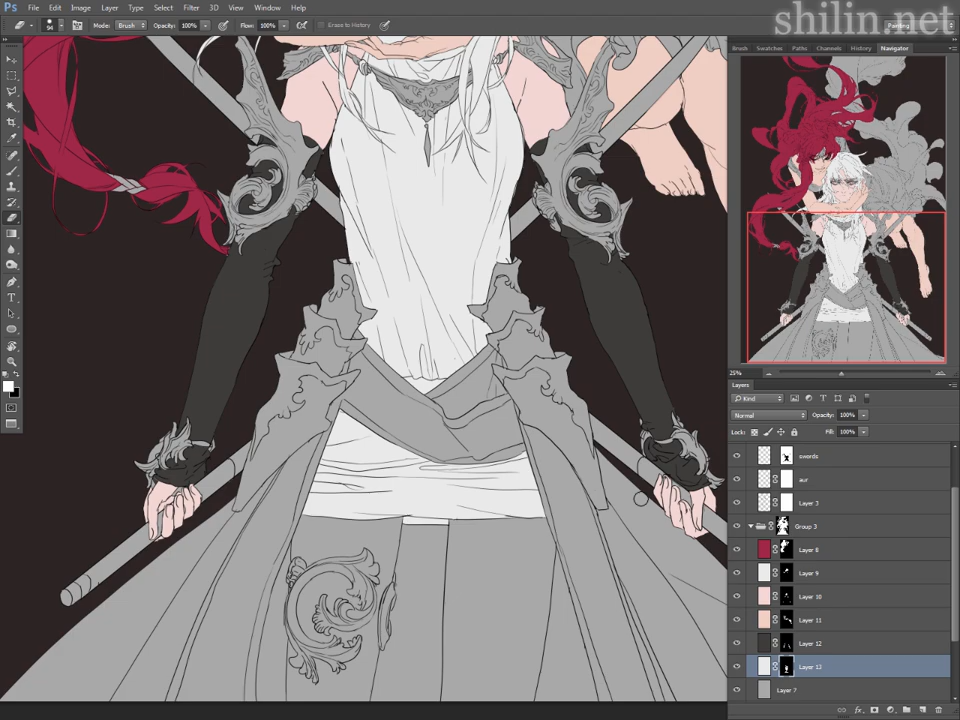 shilin.net
Ps File Edit Image Layer Type Select Filter 3D View Window Help
94 Mode: Brush Opacity: 100% Flow: 100% Erase to History Painting
Brush Swatches Paths Channels History Navigator
25%
Layers
Kind
Normal Opacity: 100%
Lock: Fill: 100%
swords
aur
Layer 3
Group 3
Layer 8
Layer 9
Layer 10
Layer 11
Layer 12
Layer 13
Layer 7
fx